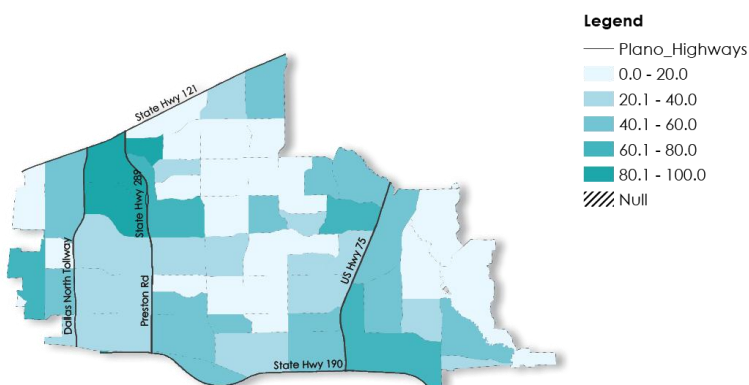 Legend
Plano_Highways
0.0 - 20.0
20.1 - 40.0
40.1 - 60.0
60.1 - 80.0
80.1 - 100.0
Null
State Hwy 121
State Hwy 289
Dallas North Tollway
Preston Rd
US Hwy 75
State Hwy 190